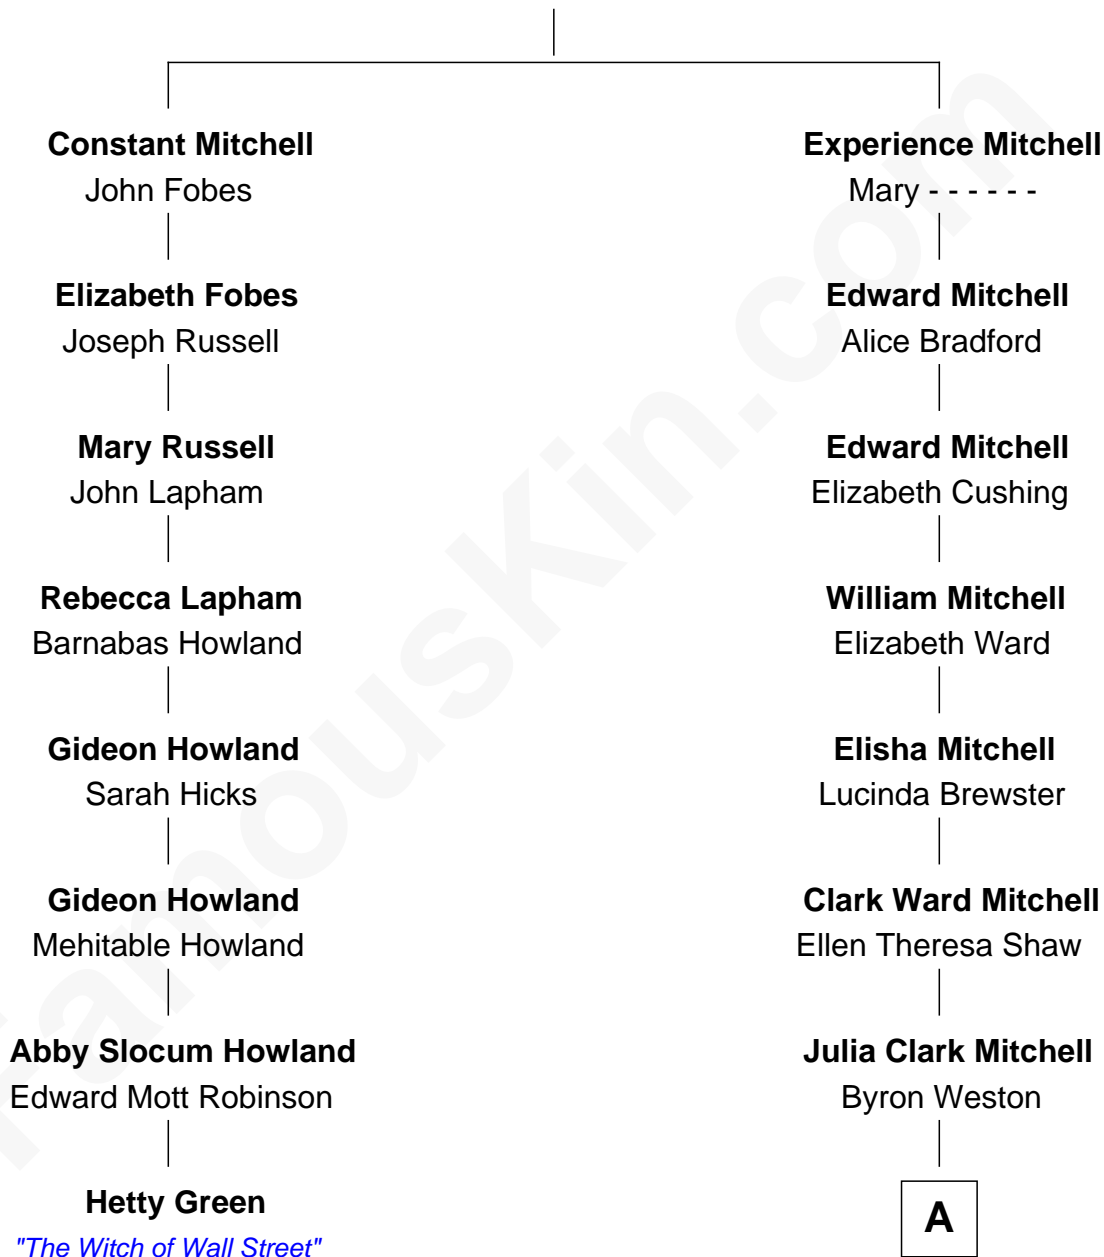 Constant Mitchell
John Fobes
Experience Mitchell
Mary - - - - - -
Elizabeth Fobes
Joseph Russell
Edward Mitchell
Alice Bradford
Mary Russell
John Lapham
Edward Mitchell
Elizabeth Cushing
Rebecca Lapham
Barnabas Howland
William Mitchell
Elizabeth Ward
Gideon Howland
Sarah Hicks
Elisha Mitchell
Lucinda Brewster
Gideon Howland
Mehitable Howland
Clark Ward Mitchell
Ellen Theresa Shaw
Abby Slocum Howland
Edward Mott Robinson
Julia Clark Mitchell
Byron Weston
Hetty Green
"The Witch of Wall Street"
A
FamousKin.com